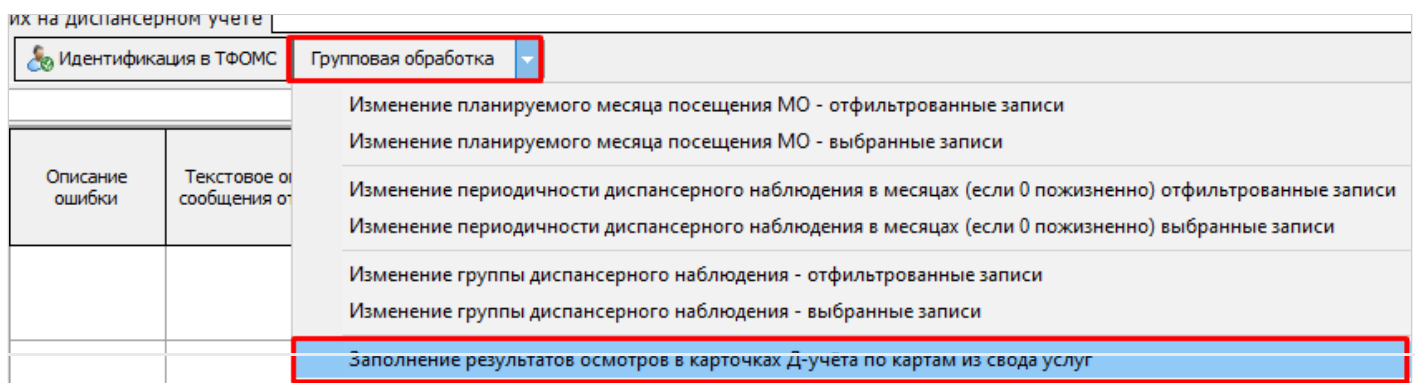 их на диспансерном учете
Идентификация в ТФОМС
Групповая обработка
Изменение планируемого месяца посещения МО - отфильтрованные записи
Изменение планируемого месяца посещения МО - выбранные записи
Описание
ошибки
Текстовое о
сообщения от
Изменение периодичности диспансерного наблюдения в месяцах (если 0 пожизненно) отфильтрованные записи
Изменение периодичности диспансерного наблюдения в месяцах (если 0 пожизненно) выбранные записи
Изменение группы диспансерного наблюдения - отфильтрованные записи
Изменение группы диспансерного наблюдения - выбранные записи
Заполнение результатов осмотров в карточках Д-учёта по картам из свода услуг